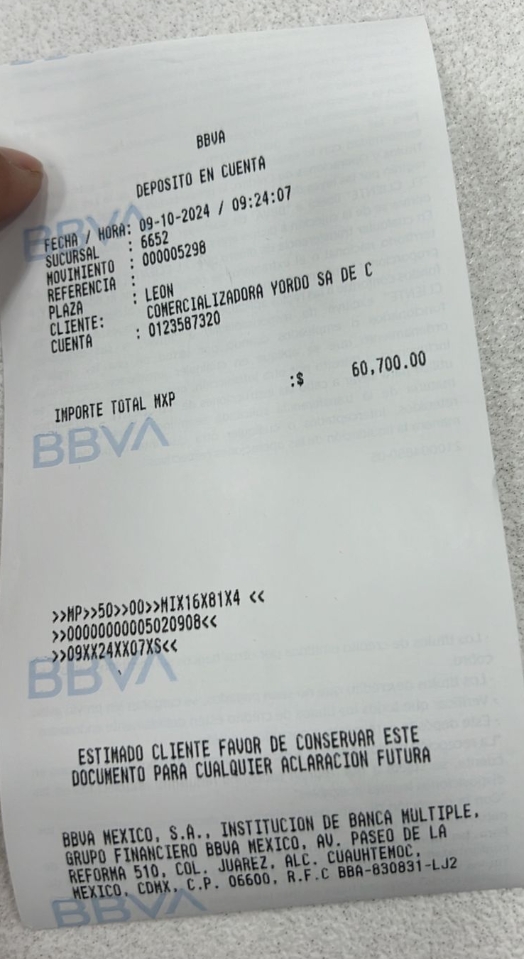 BBVA
DEPOSITO EN CUENTA
FECHA / HORA: 09-10-2024 / 09:24:07
SUCURSAL : 6652
MOVIMIENTO : 000005298
REFERENCIA :
PLAZA : LEON
CLIENTE: COMERCIALIZADORA YORDO SA DE C
CUENTA : 0123587320
IMPORTE TOTAL MXP :$ 60,700.00
BBVA
>>MP>>50>>00>>MIX16X81X4 <<
>>00000000005020908<<
>>09XX24XX07XS<<
BBVA
ESTIMADO CLIENTE FAVOR DE CONSERVAR ESTE
DOCUMENTO PARA CUALQUIER ACLARACION FUTURA
BBVA MEXICO, S.A., INSTITUCION DE BANCA MULTIPLE,
GRUPO FINANCIERO BBVA MEXICO, AV. PASEO DE LA
REFORMA 510, COL. JUAREZ, ALC. CUAUHTEMOC,
MEXICO, CDMX, C.P. 06600, R.F.C BBA-830831-LJ2
BBVA